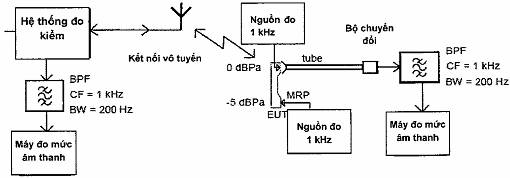 Hệ thống đo
kiểm
Kết nối vô tuyến
BPF
CF = 1 kHz
BW = 200 Hz
Máy đo mức
âm thanh
Nguồn đo
1 kHz
0 dBPa
tube
-5 dBPa
MRP
EUT
Nguồn đo
1 kHz
Bộ chuyển
đổi
BPF
CF = 1 kHz
BW = 200 Hz
Máy đo mức
âm thanh